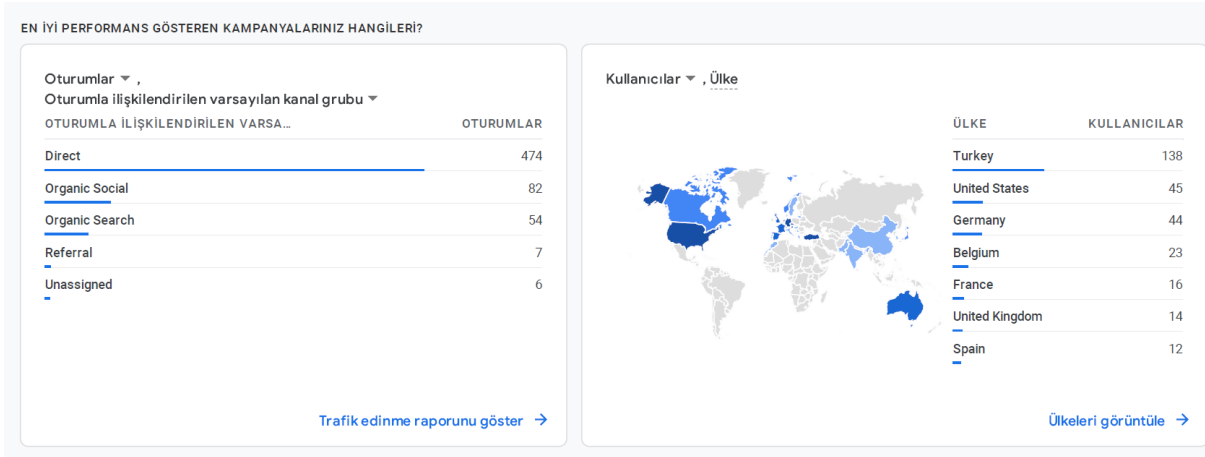 EN İYİ PERFORMANS GÖSTEREN KAMPANYALARINIZ HANGİLERİ?
Oturumlar ,
Oturumla ilişkilendirilen varsayılan kanal grubu
OTURUMLA İLİŞKİLENDİRİLEN VARSA… OTURUMLAR
Direct 474
Organic Social 82
Organic Search 54
Referral 7
Unassigned 6
Trafik edinme raporunu göster
Kullanıcılar , Ülke
ÜLKE KULLANICILAR
Turkey 138
United States 45
Germany 44
Belgium 23
France 16
United Kingdom 14
Spain 12
Ülkeleri görüntüle